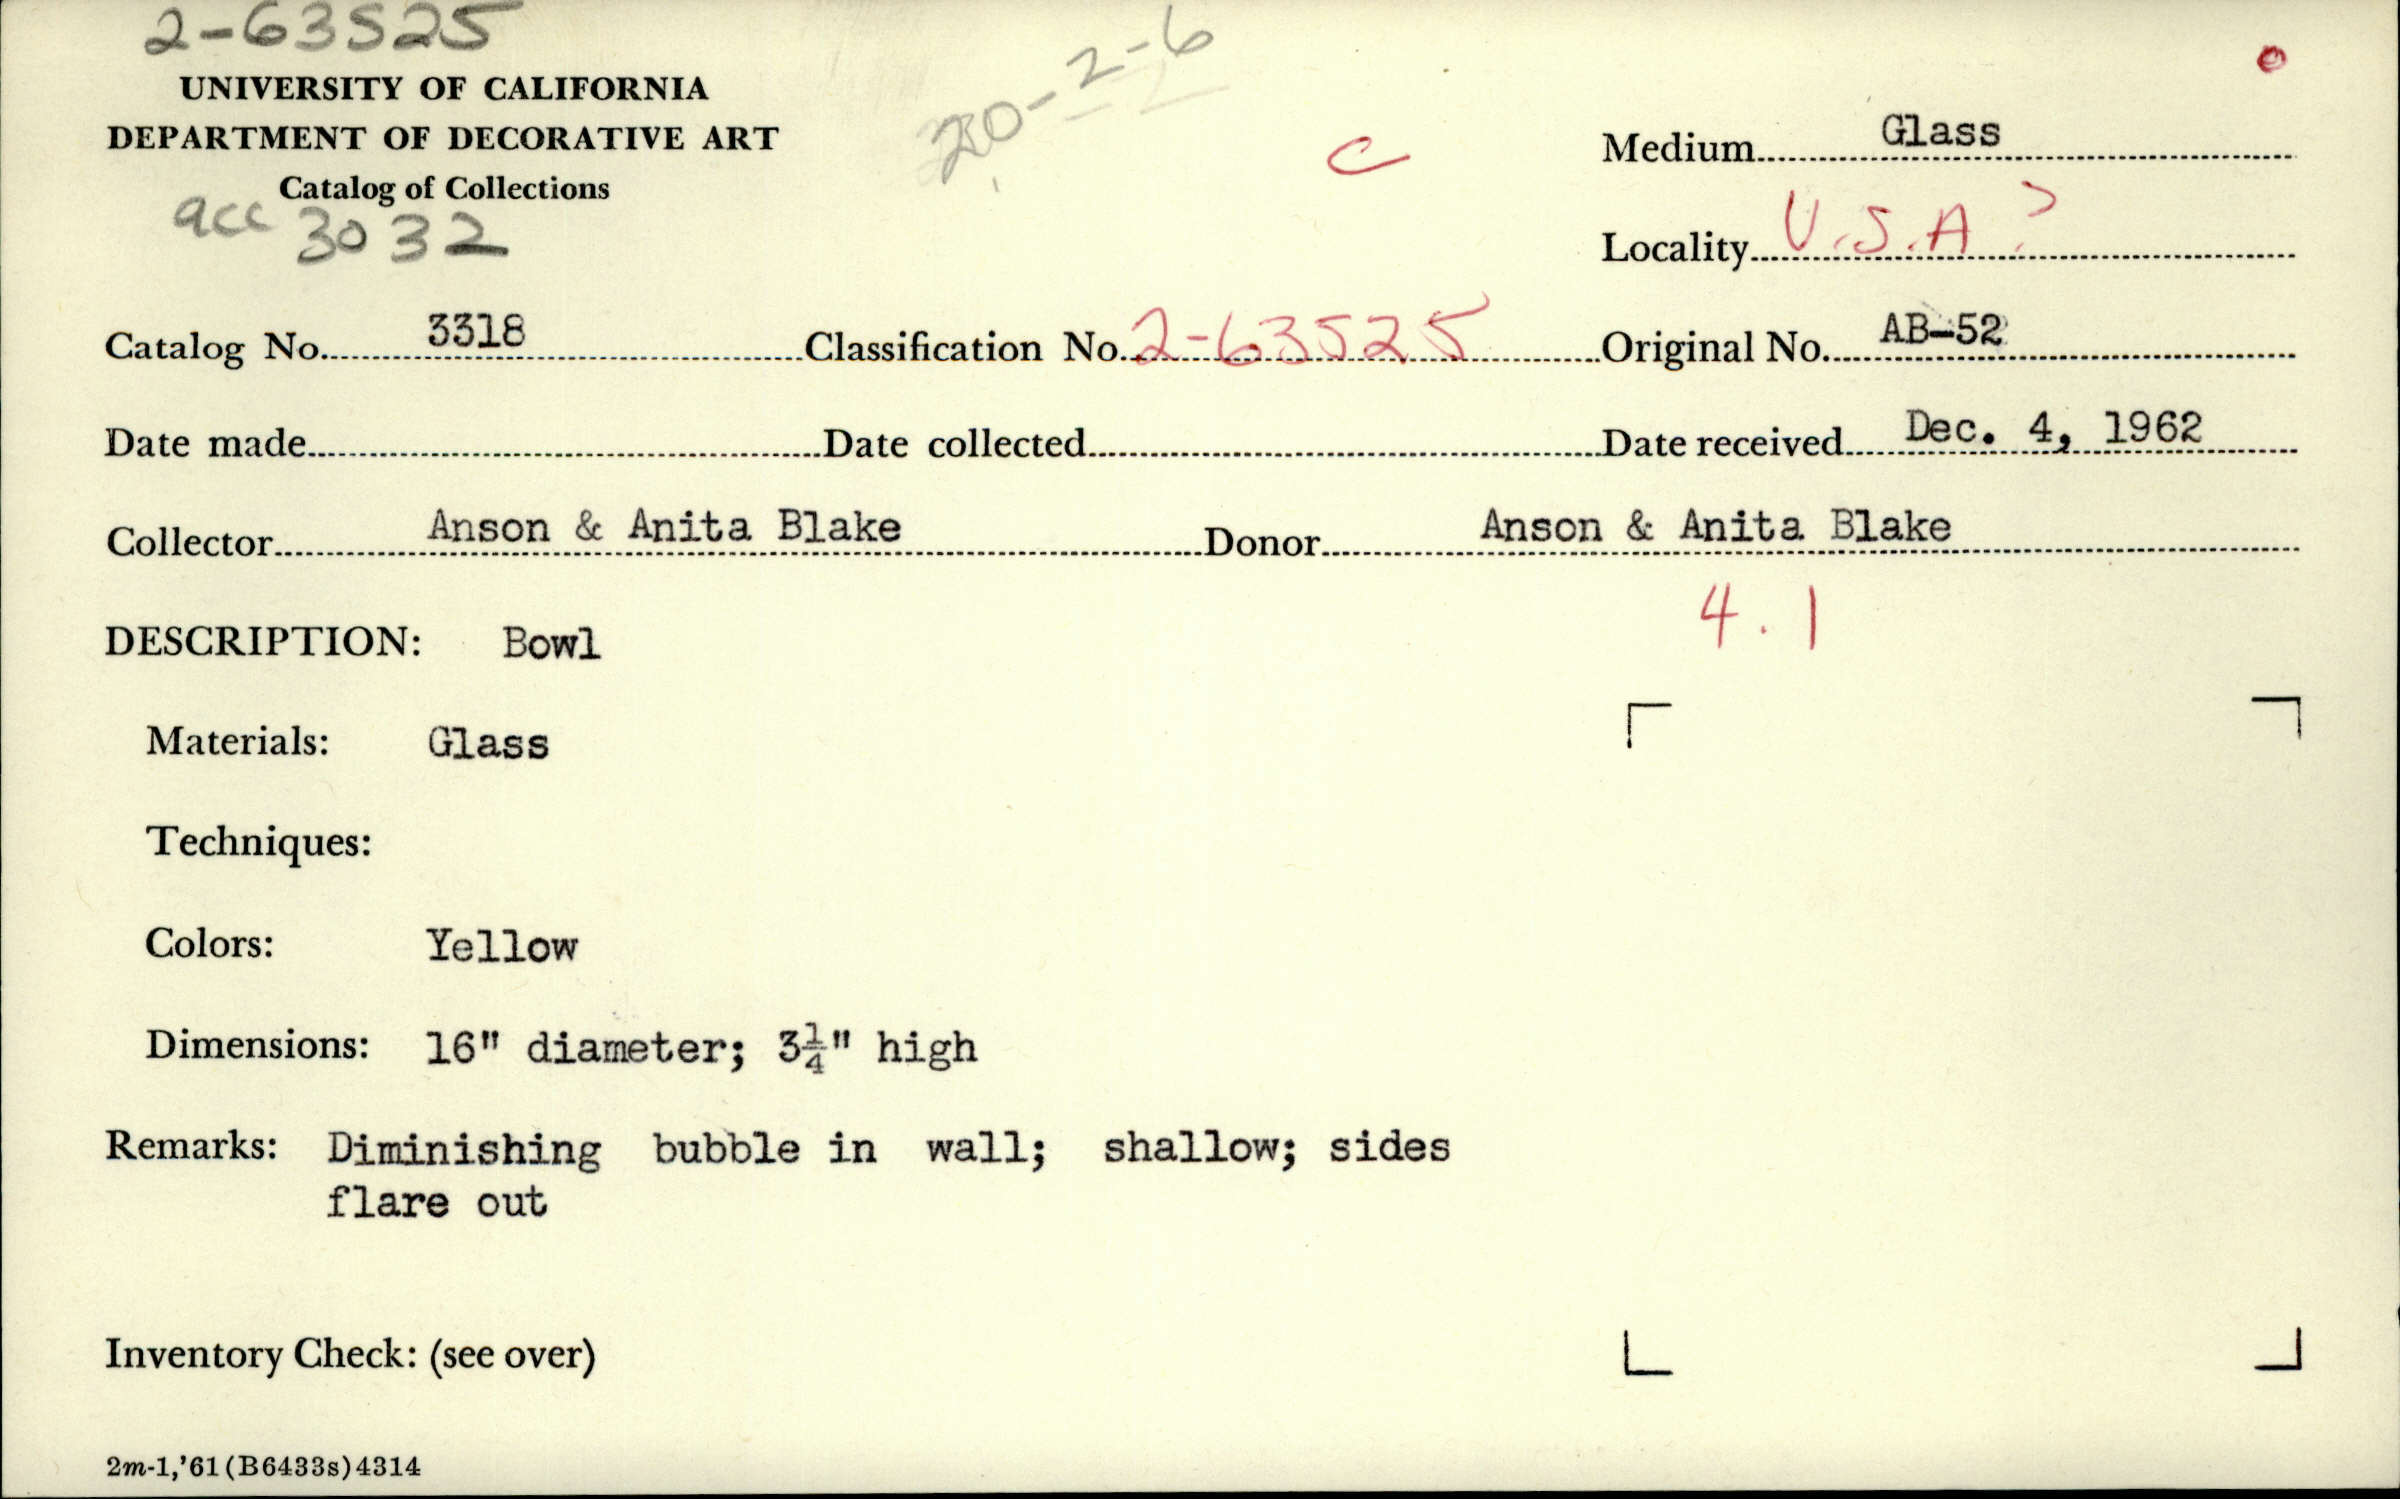 2-63525
UNIVERSITY OF CALIFORNIA
DEPARTMENT OF DECORATIVE ART
Catalog of Collections
acc 3032
-2-6
C
Medium Glass
Locality U.S.A.?
Catalog No. 3318 Classification No. 2-63525 Original No. AB-52
Date made Date collected Date received Dec. 4, 1962
Collector Anson & Anita Blake Donor Anson & Anita Blake
4.1
DESCRIPTION: Bowl
Materials: Glass
Techniques:
Colors: Yellow
Dimensions: 16" diameter; 3¼" high
Remarks: Diminishing bubble in wall; shallow; sides
flare out
Inventory Check: (see over)
2m-1,'61(B6433s)4314